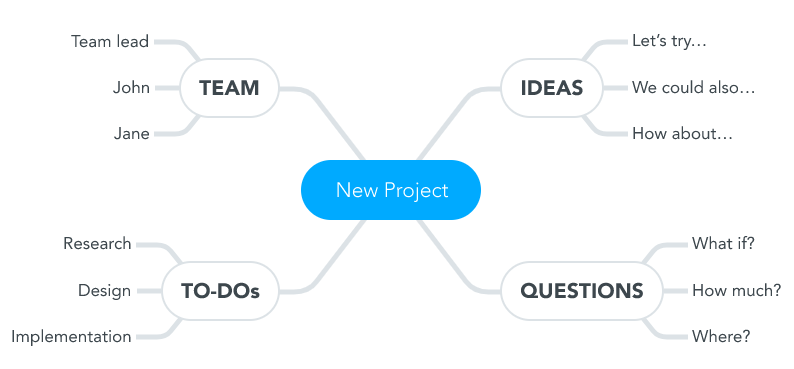 Team lead
John
Jane
TEAM
IDEAS
Let’s try…
We could also…
How about…
New Project
Research
Design
Implementation
TO-DOs
QUESTIONS
What if?
How much?
Where?